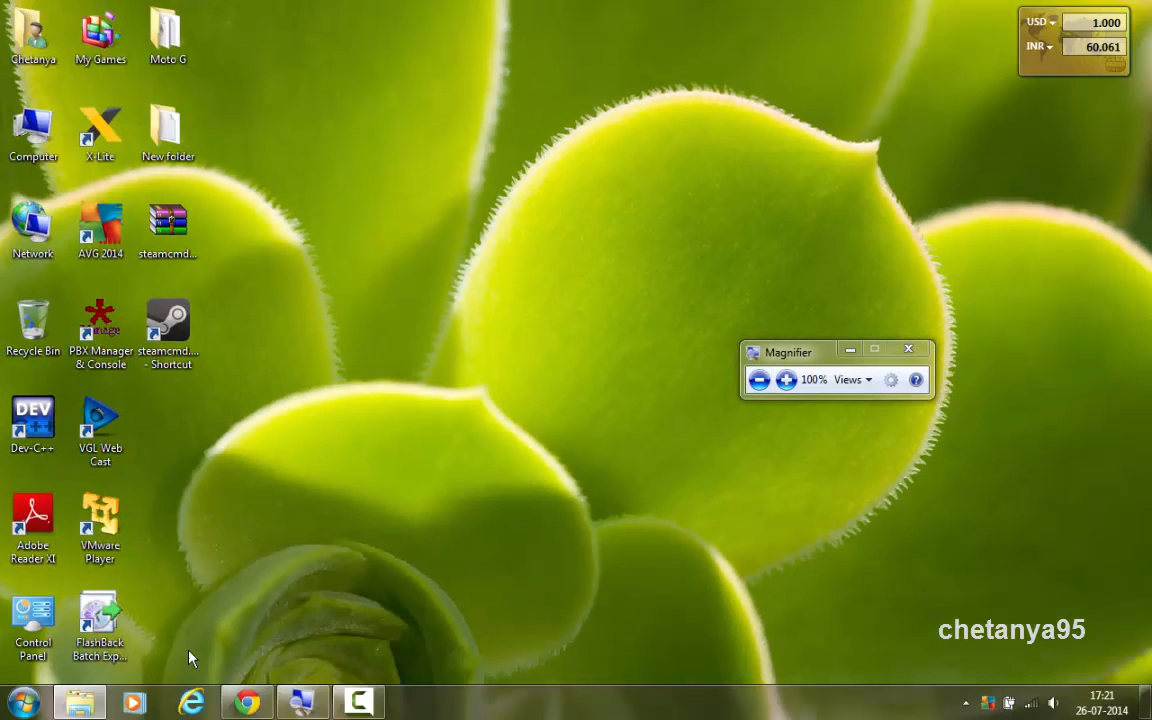 Chetanya
My Games
Moto G
Computer
X-Lite
New folder
Network
AVG 2014
steamcmd...
Recycle Bin
PBX Manager
& Console
steamcmd....
- Shortcut
DEV
Dev-C++
VGL Web
Cast
Adobe
Reader XI
VMware
Player
Control
Panel
FlashBack
Batch Exp...
USD
1.000
INR
60.061
Magnifier
100% Views
chetanya95
17:21
26-07-2014